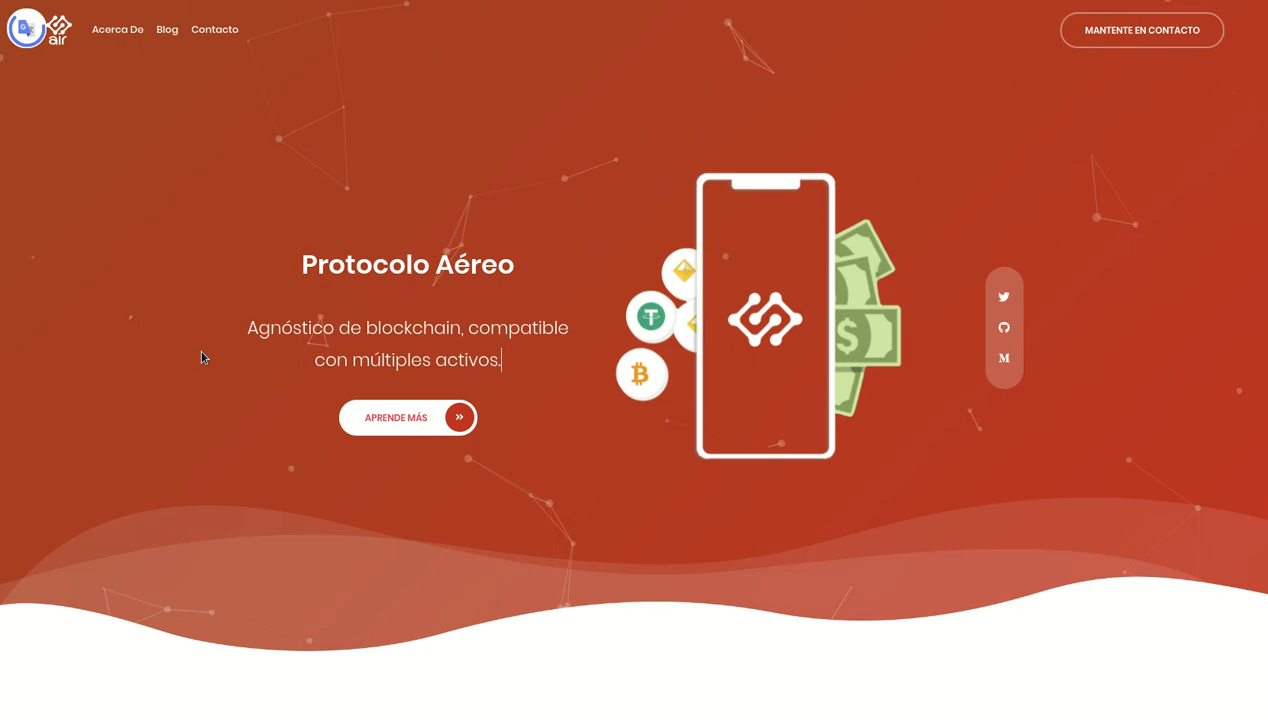 air
Acerca De Blog Contacto
MANTENTE EN CONTACTO
Protocolo Aéreo
Agnóstico de blockchain, compatible
con múltiples activos.
APRENDE MÁS